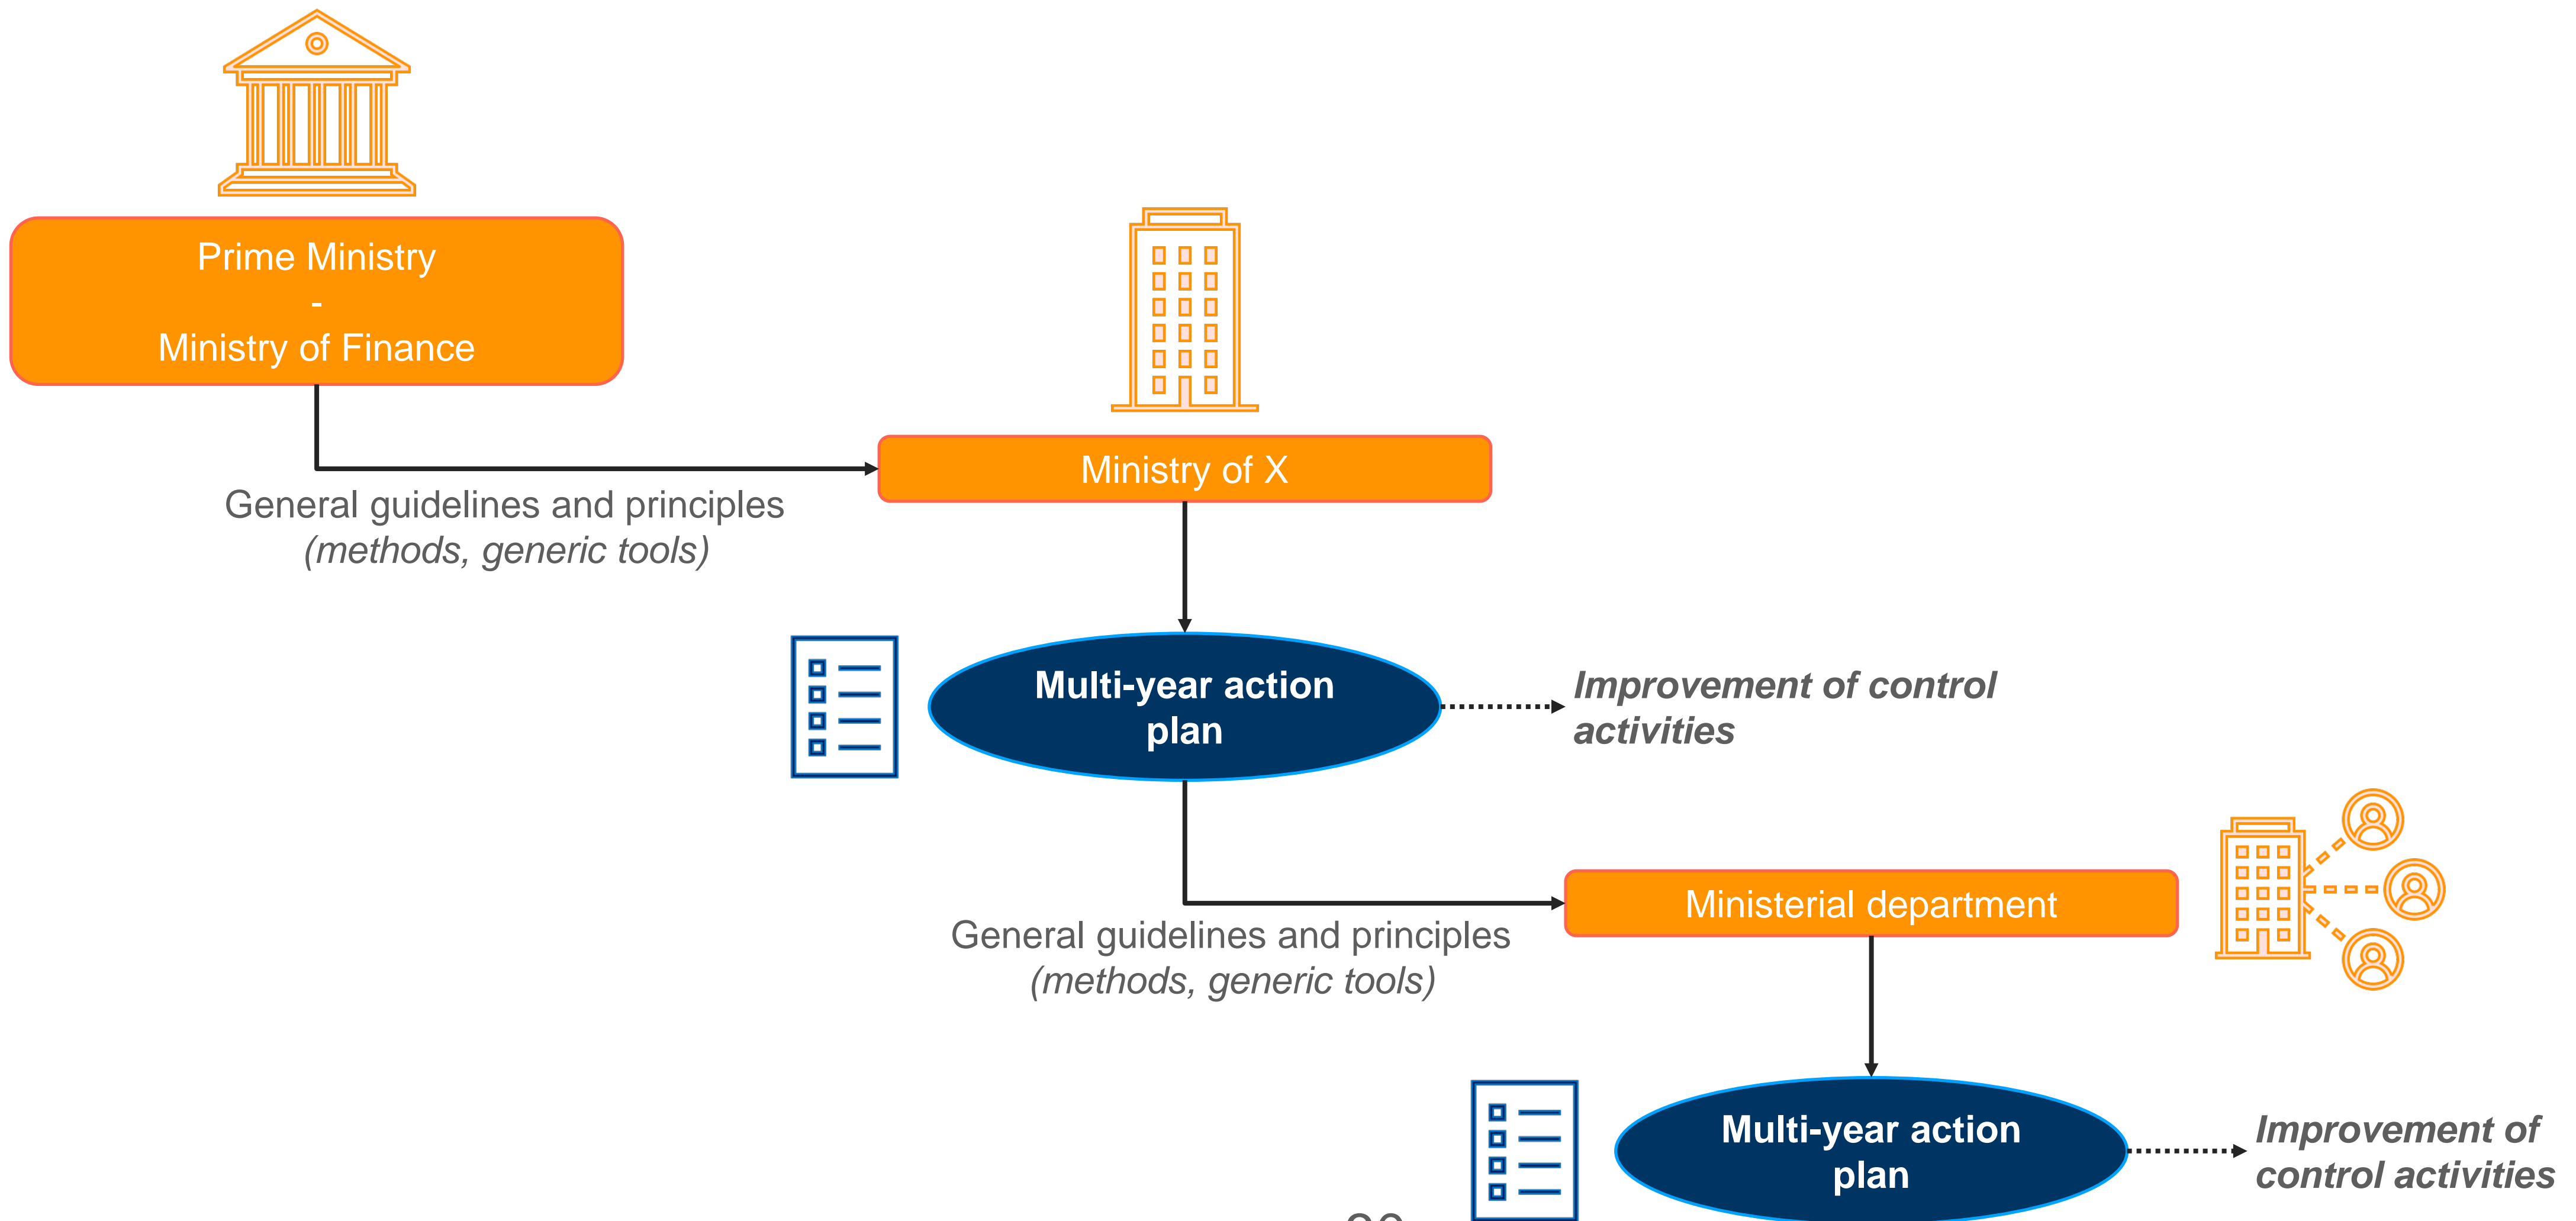 Prime Ministry
-
Ministry of Finance
Ministry of X
General guidelines and principles
(methods, generic tools)
Multi-year action
plan
Improvement of control
activities
Ministerial department
General guidelines and principles
(methods, generic tools)
Multi-year action
plan
Improvement of
control activities